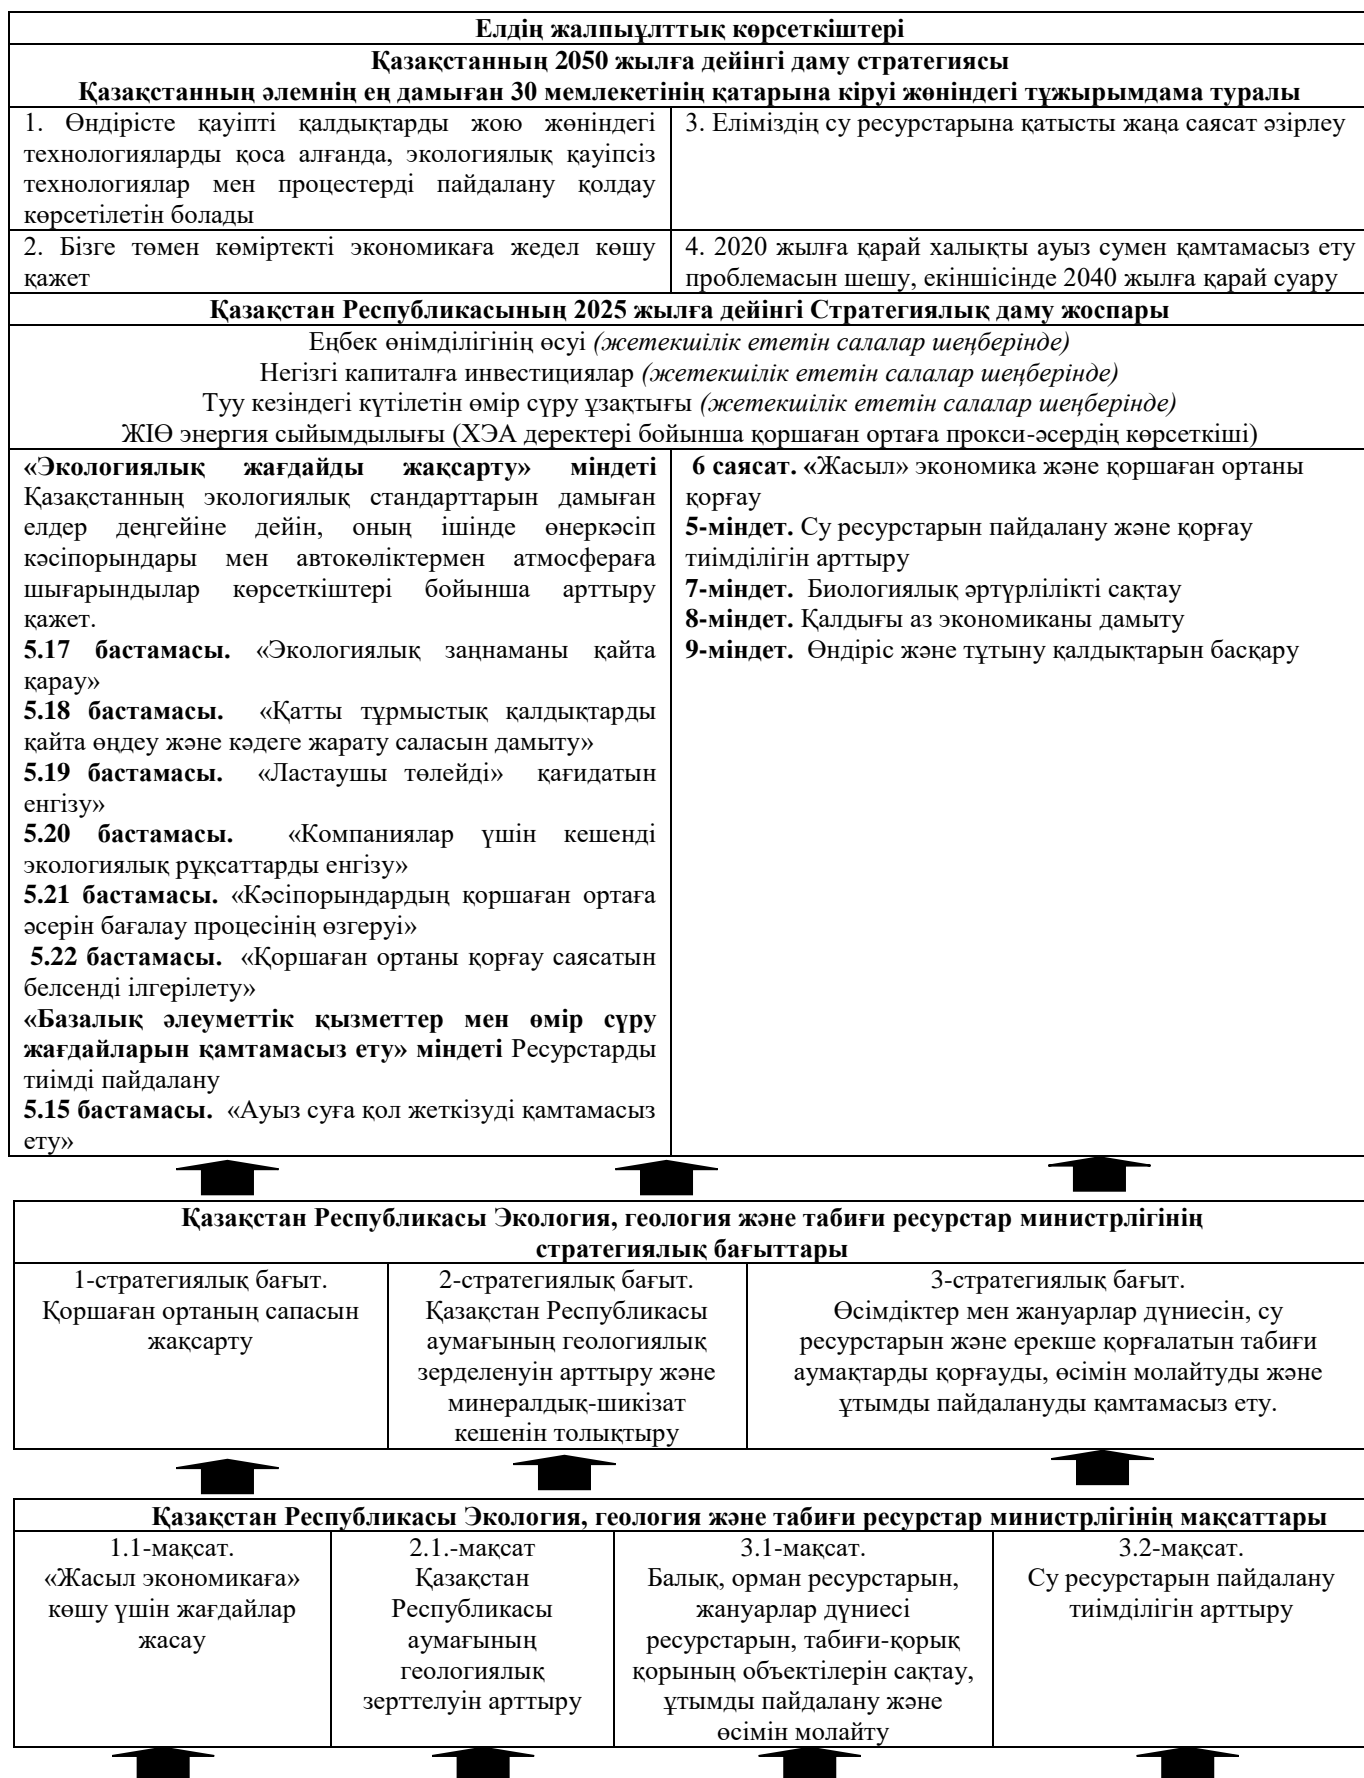 Елдің жалпыұлттық көрсеткіштері
Қазақстанның 2050 жылға дейінгі даму стратегиясы
Қазақстанның әлемнің ең дамыған 30 мемлекетінің қатарына кіруі жөніндегі тұжырымдама туралы
1. Өндірісте қауіпті қалдықтарды жою жөніндегі
технологияларды қоса алғанда, экологиялық қауіпсіз
технологиялар мен процестерді пайдалану қолдау
көрсетілетін болады
3. Еліміздің су ресурстарына қатысты жаңа саясат әзірлеу
2. Бізге төмен көміртекті экономикаға жедел көшу
қажет
4. 2020 жылға қарай халықты ауыз сумен қамтамасыз ету
проблемасын шешу, екіншісінде 2040 жылға қарай суару
Қазақстан Республикасының 2025 жылға дейінгі Стратегиялық даму жоспары
Еңбек өнімділігінің өсуі (жетекшілік ететін салалар шеңберінде)
Негізгі капиталға инвестициялар (жетекшілік ететін салалар шеңберінде)
Туу кезіндегі күтілетін өмір сүру ұзақтығы (жетекшілік ететін салалар шеңберінде)
ЖІӨ энергия сыйымдылығы (ХЭА деректері бойынша қоршаған ортаға прокси-әсердің көрсеткіші)
«Экологиялық жағдайды жақсарту» міндеті
Қазақстанның экологиялық стандарттарын дамыған
елдер деңгейіне дейін, оның ішінде өнеркәсіп
кәсіпорындары мен автокөліктермен атмосфераға
шығарындылар көрсеткіштері бойынша арттыру
қажет.
5.17 бастамасы. «Экологиялық заңнаманы қайта
қарау»
5.18 бастамасы. «Қатты тұрмыстық қалдықтарды
қайта өңдеу және кәдеге жарату саласын дамыту»
5.19 бастамасы. «Ластаушы төлейді» қағидатын
енгізу»
5.20 бастамасы. «Компаниялар үшін кешенді
экологиялық рұқсаттарды енгізу»
5.21 бастамасы. «Кәсіпорындардың қоршаған ортаға
әсерін бағалау процесінің өзгеруі»
5.22 бастамасы. «Қоршаған ортаны қорғау саясатын
белсенді ілгерілету»
«Базалық әлеуметтік қызметтер мен өмір сүру
жағдайларын қамтамасыз ету» міндеті Ресурстарды
тиімді пайдалану
5.15 бастамасы. «Ауыз суға қол жеткізуді қамтамасыз
ету»
6 саясат. «Жасыл» экономика және қоршаған ортаны
қорғау
5-міндет. Су ресурстарын пайдалану және қорғау
тиімділігін арттыру
7-міндет. Биологиялық әртүрлілікті сақтау
8-міндет. Қалдығы аз экономиканы дамыту
9-міндет. Өндіріс және тұтыну қалдықтарын басқару
Қазақстан Республикасы Экология, геология және табиғи ресурстар министрлігінің
стратегиялық бағыттары
1-стратегиялық бағыт.
Қоршаған ортаның сапасын
жақсарту
2-стратегиялық бағыт.
Қазақстан Республикасы
аумағының геологиялық
зерделенуін арттыру және
минералдық-шикізат
кешенін толықтыру
3-стратегиялық бағыт.
Өсімдіктер мен жануарлар дүниесін, су
ресурстарын және ерекше қорғалатын табиғи
аумақтарды қорғауды, өсімін молайтуды және
ұтымды пайдалануды қамтамасыз ету.
Қазақстан Республикасы Экология, геология және табиғи ресурстар министрлігінің мақсаттары
1.1-мақсат.
«Жасыл экономикаға»
көшу үшін жағдайлар
жасау
2.1.-мақсат
Қазақстан
Республикасы
аумағының
геологиялық
зерттелуін арттыру
3.1-мақсат.
Балық, орман ресурстарын,
жануарлар дүниесі
ресурстарын, табиғи-қорық
қорының объектілерін сақтау,
ұтымды пайдалану және
өсімін молайту
3.2-мақсат.
Су ресурстарын пайдалану
тиімділігін арттыру